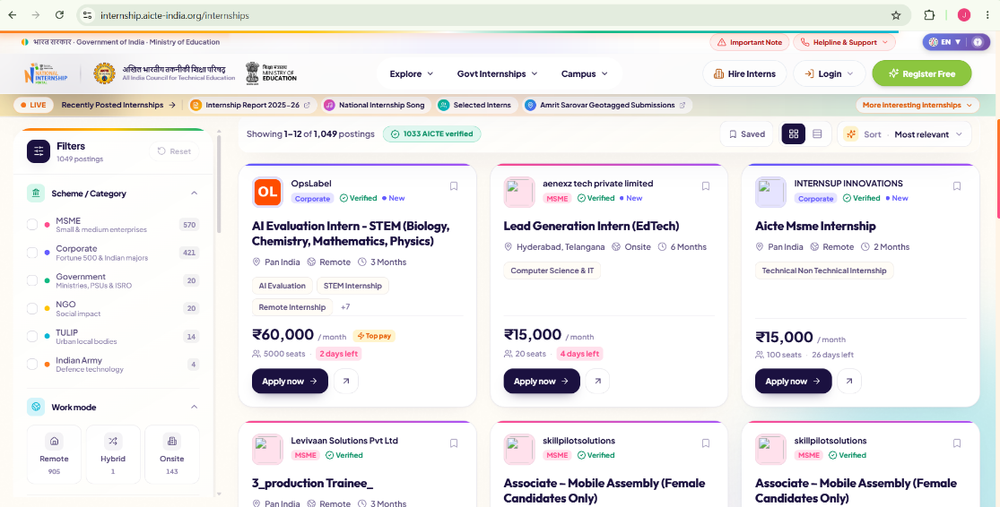 internship.aicte-india.org/internships
J
भारत सरकार · Government of India · Ministry of Education
Important Note
Helpline & Support
EN
NATIONAL INTERNSHIP
अखिल भारतीय तकनीकी शिक्षा परिषद्
All India Council for Technical Education
शिक्षा मंत्रालय
MINISTRY OF
EDUCATION
Explore
Govt Internships
Campus
Hire Interns
Login
Register Free
LIVE
Recently Posted Internships
Internship Report 2025-26
National Internship Song
Selected Interns
Amrit Sarovar Geotagged Submissions
More Interesting Internships
Filters
1049 postings
Reset
Scheme / Category
MSME
Small & medium enterprises
570
Corporate
Fortune 500 & Indian majors
421
Government
Ministries, PSUs & ISRO
20
NGO
Social impact
20
TULIP
Urban local bodies
14
Indian Army
Defence technology
4
Work mode
Remote
905
Hybrid
1
Onsite
143
Showing 1–12 of 1,049 postings
1033 AICTE verified
Saved
Sort · Most relevant
OL
OpsLabel
Corporate Verified New
AI Evaluation Intern - STEM (Biology,
Chemistry, Mathematics, Physics)
Pan India Remote 3 Months
AI Evaluation STEM Internship
Remote Internship +7
₹60,000 / month Top pay
5000 seats · 2 days left
Apply now
aenexz tech private limited
MSME Verified New
Lead Generation Intern (EdTech)
Hyderabad, Telangana Onsite 6 Months
Computer Science & IT
₹15,000 / month
20 seats · 4 days left
Apply now
INTERNSUP INNOVATIONS
Corporate Verified New
Aicte Msme Internship
Pan India Remote 2 Months
Technical Non Technical Internship
₹15,000 / month
100 seats · 26 days left
Apply now
Levivaan Solutions Pvt Ltd
MSME Verified
3_production Trainee_
Pan India Remote 3 Months
skillpilotsolutions
MSME Verified
Associate – Mobile Assembly (Female
Candidates Only)
skillpilotsolutions
MSME Verified
Associate – Mobile Assembly (Female
Candidates Only)